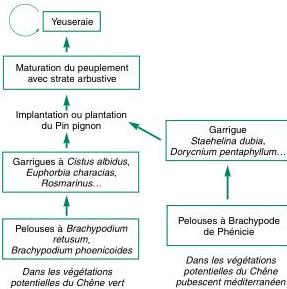 Yeuseraie
Maturation du peuplement
avec strate arbustive
Implantation ou plantation
du Pin pignon
Garrigues à Cistus albidus,
Euphorbia characias,
Rosmarinus...
Pelouses à Brachypodium
retusum,
Brachypodium phoenicoides
Dans les végétations
potentielles du Chêne vert
Garrigue
Staehelina dubia,
Dorycnium pentaphyllum...
Pelouses à Brachypode
de Phénicie
Dans les végétations
potentielles du Chêne
pubescent méditerranéen